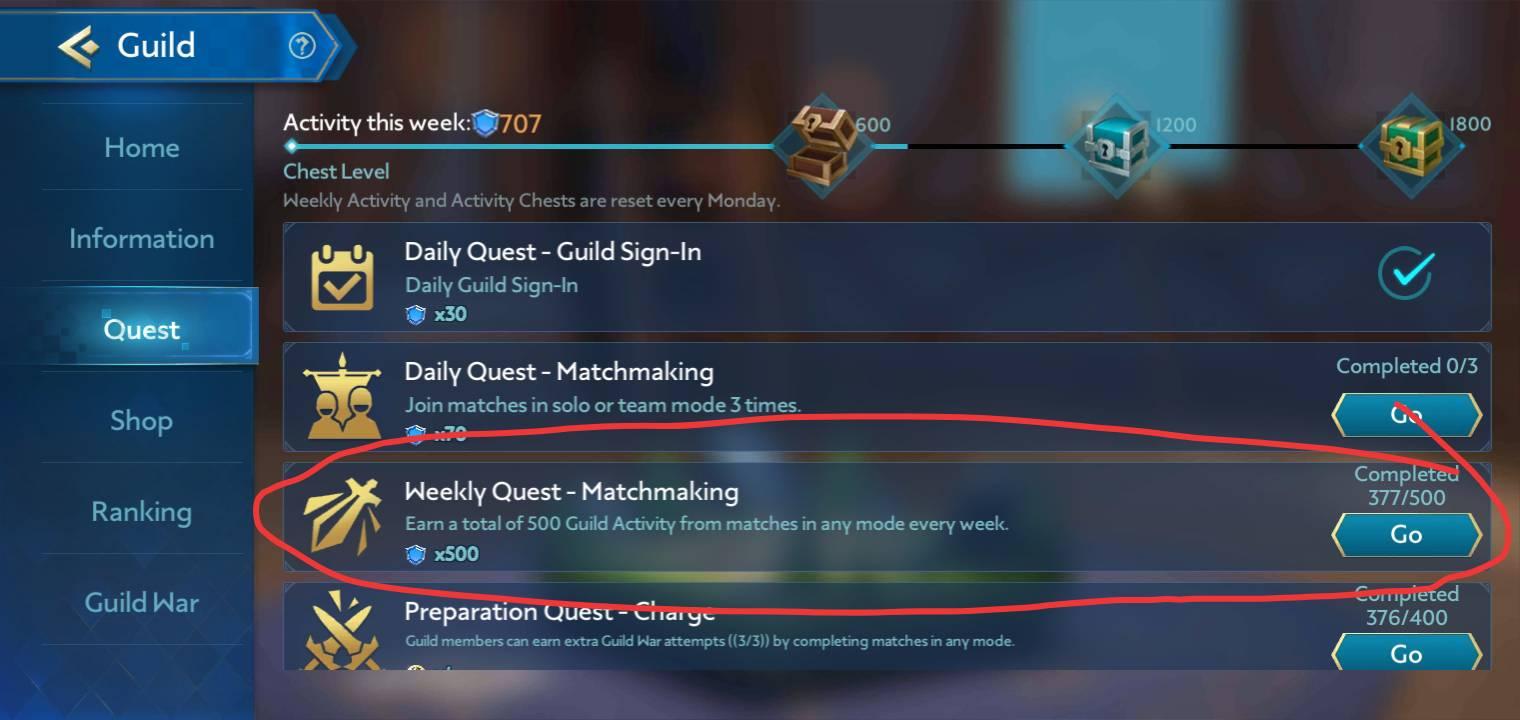 Guild
?
Home
Information
Quest
Shop
Ranking
Guild War
Activity this week: 707
600
1200
1800
Chest Level
Weekly Activity and Activity Chests are reset every Monday.
Daily Quest - Guild Sign-In
Daily Guild Sign-In
x30
Daily Quest - Matchmaking
Join matches in solo or team mode 3 times.
x70
Completed 0/3
Go
Weekly Quest - Matchmaking
Earn a total of 500 Guild Activity from matches in any mode every week.
x500
Completed
377/500
Go
Preparation Quest - Charge
Guild members can earn extra Guild War attempts ((3/3)) by completing matches in any mode.
Completed
376/400
Go